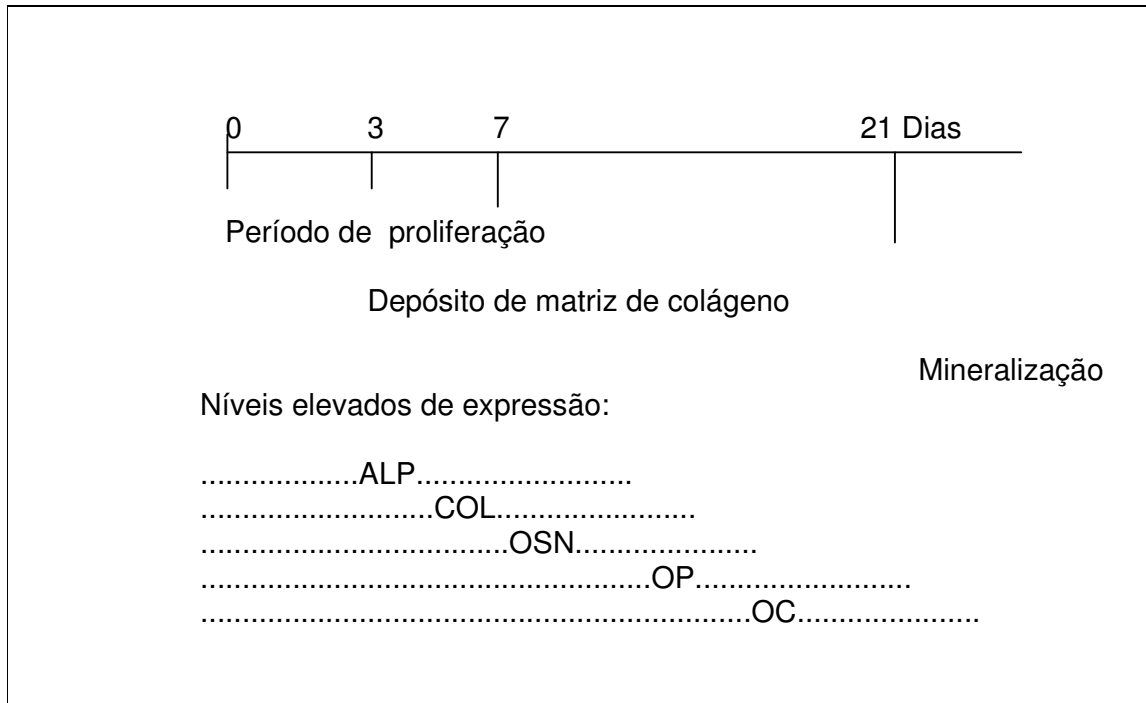 0 3 7 21 Dias
Período de proliferação
Depósito de matriz de colágeno
Mineralização
Níveis elevados de expressão:
...................ALP..........................
............................COL........................
.....................................OSN......................
......................................................OP..........................
..................................................................OC......................